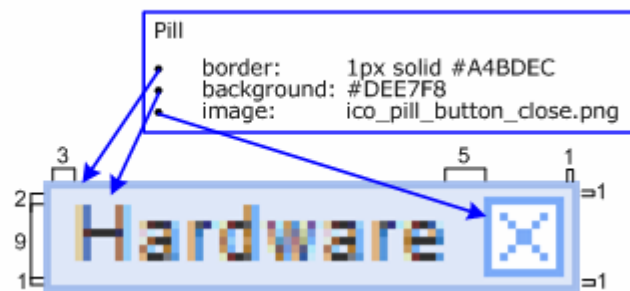 Pill
border: 1px solid #A4BDEC
background: #DEE7F8
image: ico_pill_button_close.png
3 5 1
2 1
Hardware
9
1 1